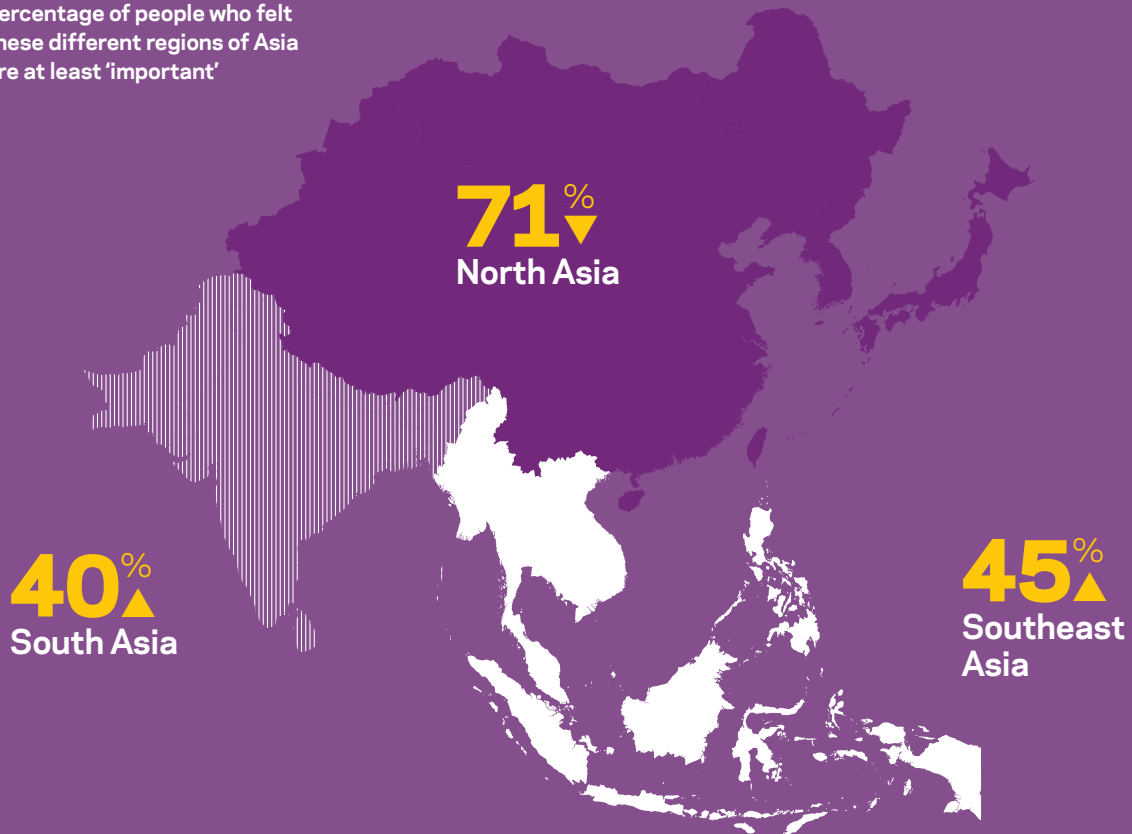 ercentage of people who felt
hese different regions of Asia
re at least ‘important’
71%
North Asia
40%
South Asia
45%
Southeast
Asia